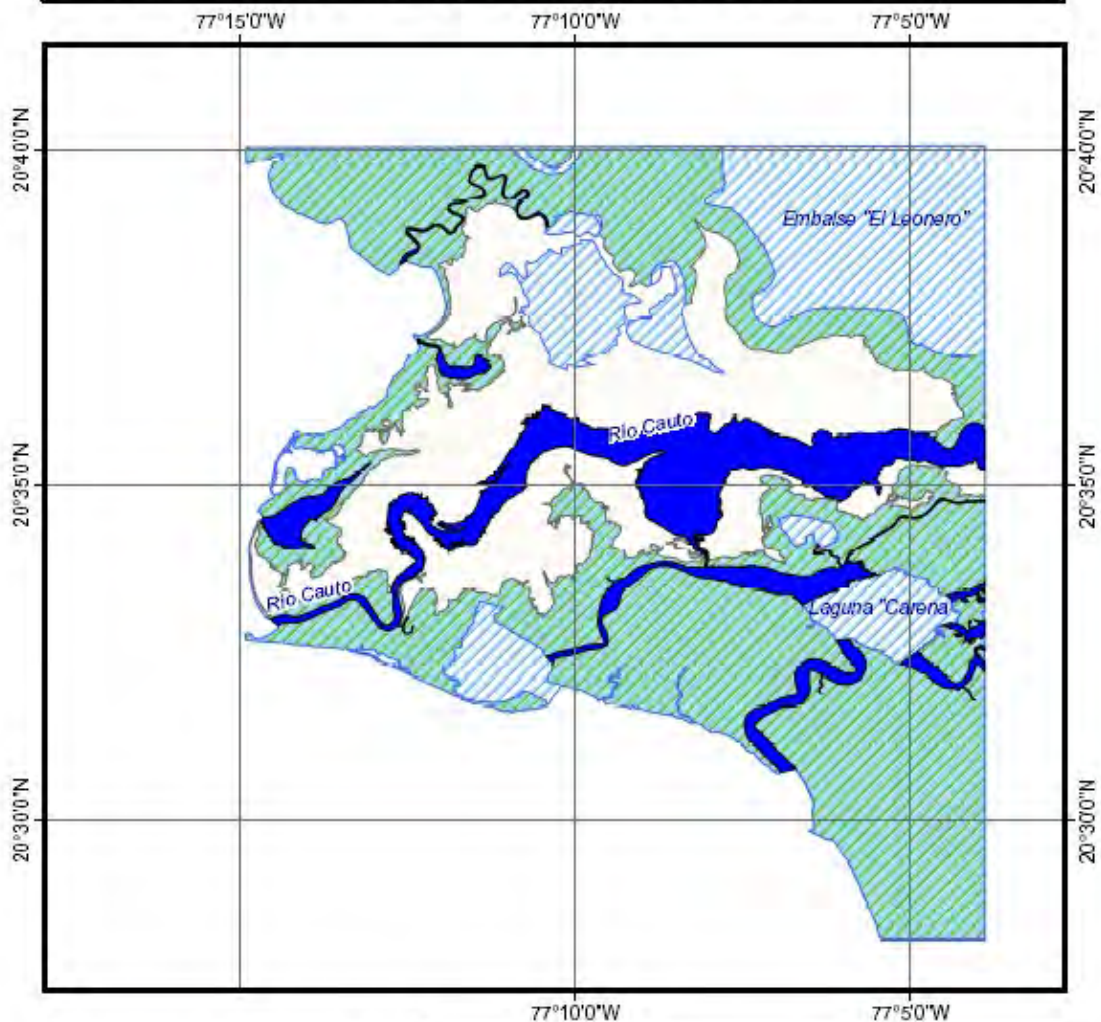 77°15'0"W 77°10'0"W 77°5'0"W
20°40'0"N 20°40'0"N
Embalse "El Leonero"
Río Cauto
20°35'0"N 20°35'0"N
Río Cauto
Laguna "Carena"
20°30'0"N 20°30'0"N
77°10'0"W 77°5'0"W